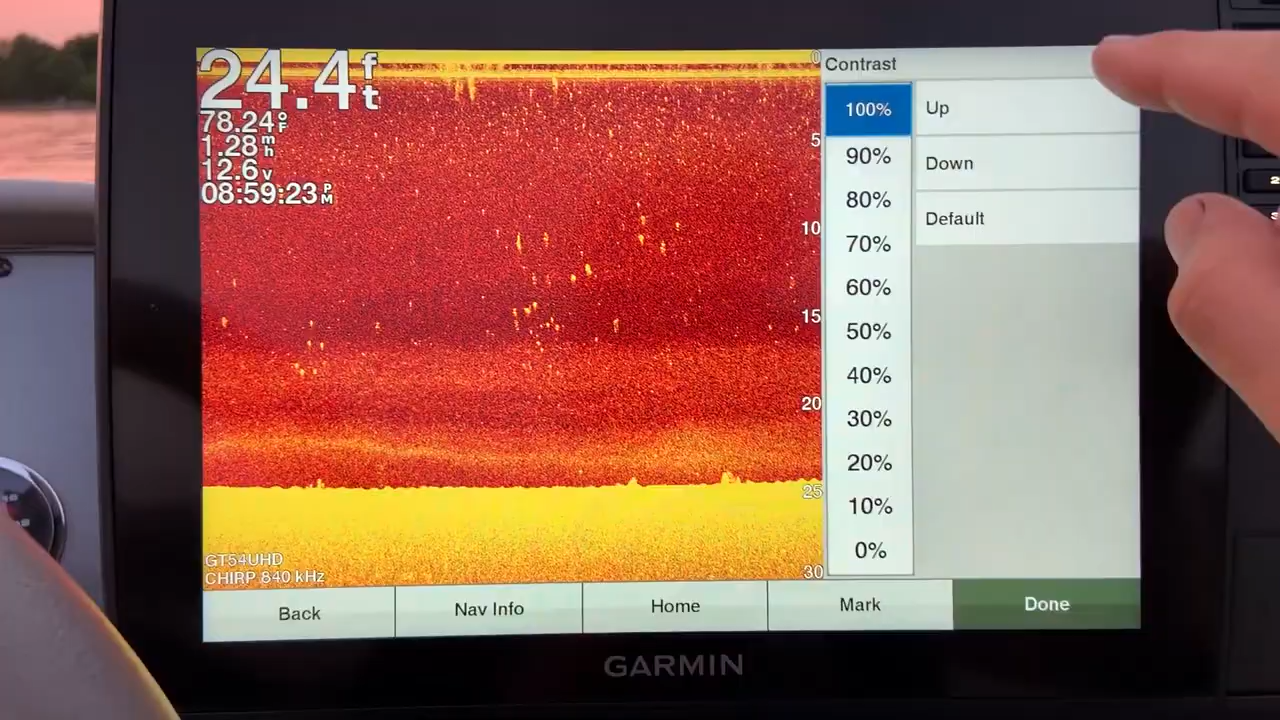 24.4 ft
78.24°F
1.28 mh
12.6 v
08:59:23 PM
0
5
10
15
20
25
30
GT54UHD
CHIRP 840 kHz
Contrast
100%
90%
80%
70%
60%
50%
40%
30%
20%
10%
0%
Up
Down
Default
Back
Nav Info
Home
Mark
Done
GARMIN
2